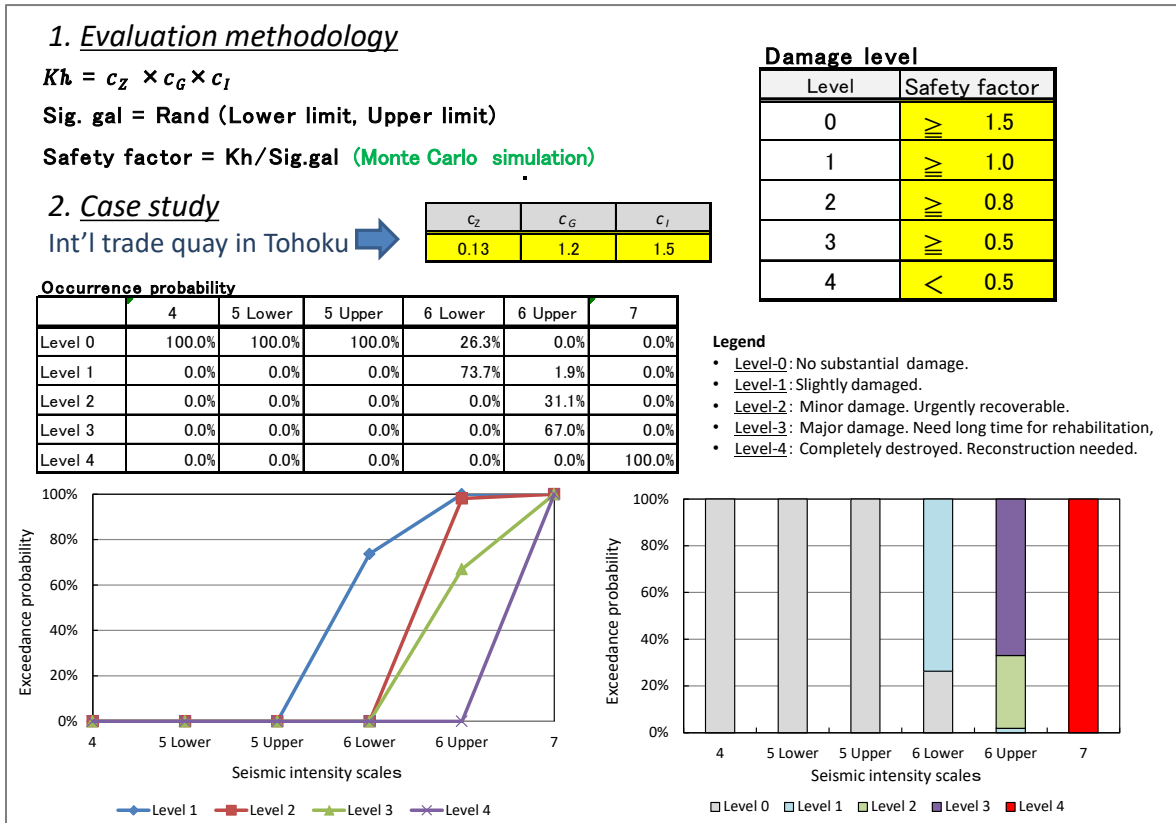 1. Evaluation methodology
Kh = c_Z × c_G × c_I
Sig. gal = Rand (Lower limit, Upper limit)
Safety factor = Kh/Sig.gal (Monte Carlo simulation)
2. Case study
Int'l trade quay in Tohoku
c_Z c_G c_I
0.13 1.2 1.5
Damage level
Level Safety factor
0 ≧ 1.5
1 ≧ 1.0
2 ≧ 0.8
3 ≧ 0.5
4 < 0.5
Occurrence probability
4 5 Lower 5 Upper 6 Lower 6 Upper 7
Level 0 100.0% 100.0% 100.0% 26.3% 0.0% 0.0%
Level 1 0.0% 0.0% 0.0% 73.7% 1.9% 0.0%
Level 2 0.0% 0.0% 0.0% 0.0% 31.1% 0.0%
Level 3 0.0% 0.0% 0.0% 0.0% 67.0% 0.0%
Level 4 0.0% 0.0% 0.0% 0.0% 0.0% 100.0%
Legend
• Level-0: No substantial damage.
• Level-1: Slightly damaged.
• Level-2: Minor damage. Urgently recoverable.
• Level-3: Major damage. Need long time for rehabilitation,
• Level-4: Completely destroyed. Reconstruction needed.
Exceedance probability
100%
80%
60%
40%
20%
0%
4 5 Lower 5 Upper 6 Lower 6 Upper 7
Seismic intensity scales
Level 1 Level 2 Level 3 Level 4
Exceedance probability
100%
80%
60%
40%
20%
0%
4 5 Lower 5 Upper 6 Lower 6 Upper 7
Seismic intensity scales
Level 0 Level 1 Level 2 Level 3 Level 4